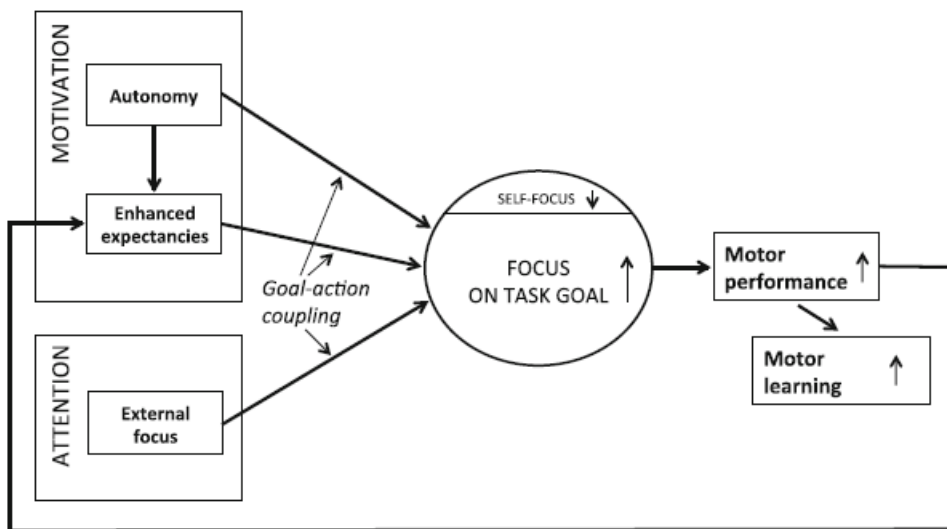 MOTIVATION
Autonomy
Enhanced
expectancies
ATTENTION
External
focus
Goal-action
coupling
SELF-FOCUS ↓
FOCUS
ON TASK GOAL ↑
Motor
performance ↑
Motor
learning ↑